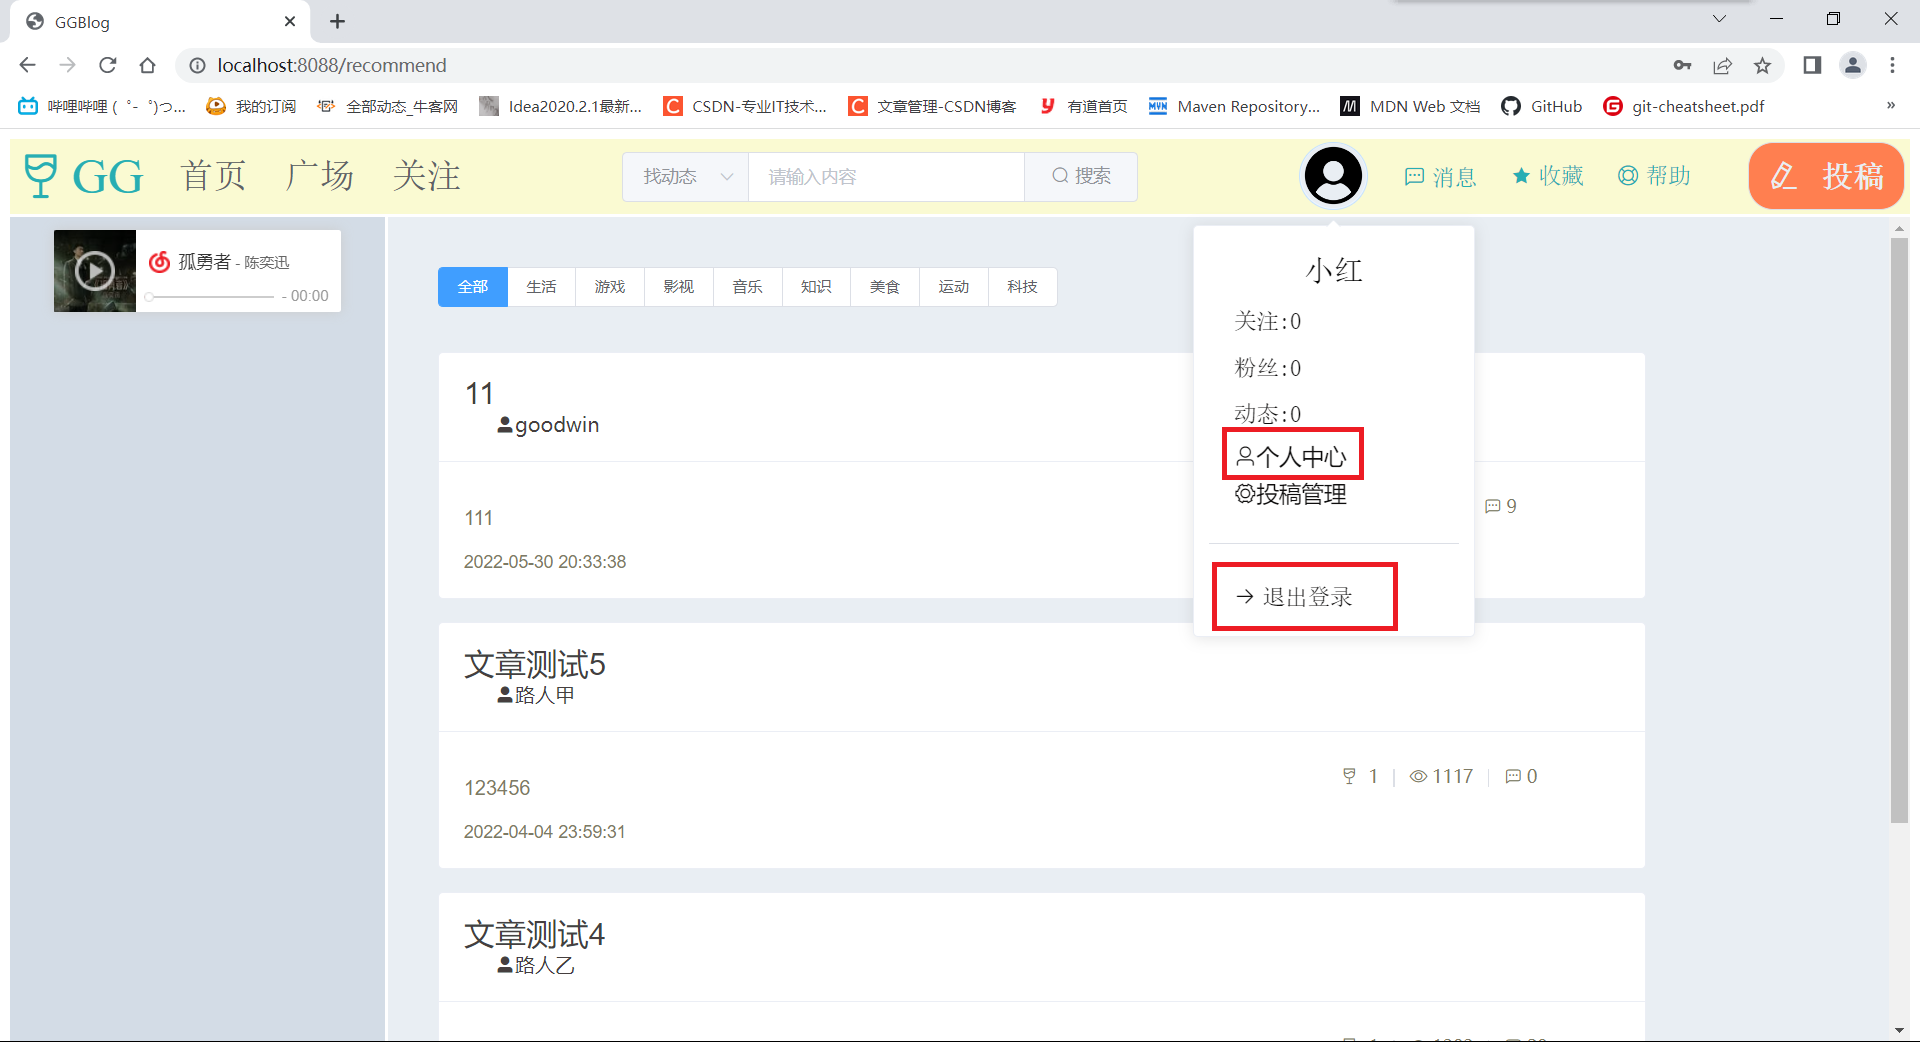 GGBlog
localhost:8088/recommend
哔哩哔哩 (゜-゜)つ... 我的订阅 全部动态_牛客网 Idea2020.2.1最新... CSDN-专业IT技术... 文章管理-CSDN博客 有道首页 Maven Repository... MDN Web 文档 GitHub git-cheatsheet.pdf »
GG 首页 广场 关注 找动态 请输入内容 搜索 消息 收藏 帮助 投稿
孤勇者 - 陈奕迅
- 00:00
全部 生活 游戏 影视 音乐 知识 美食 运动 科技
小红
关注:0
粉丝:0
动态:0
个人中心
投稿管理
退出登录
11
goodwin
111
9
2022-05-30 20:33:38
文章测试5
路人甲
123456
1 | 1117 | 0
2022-04-04 23:59:31
文章测试4
路人乙